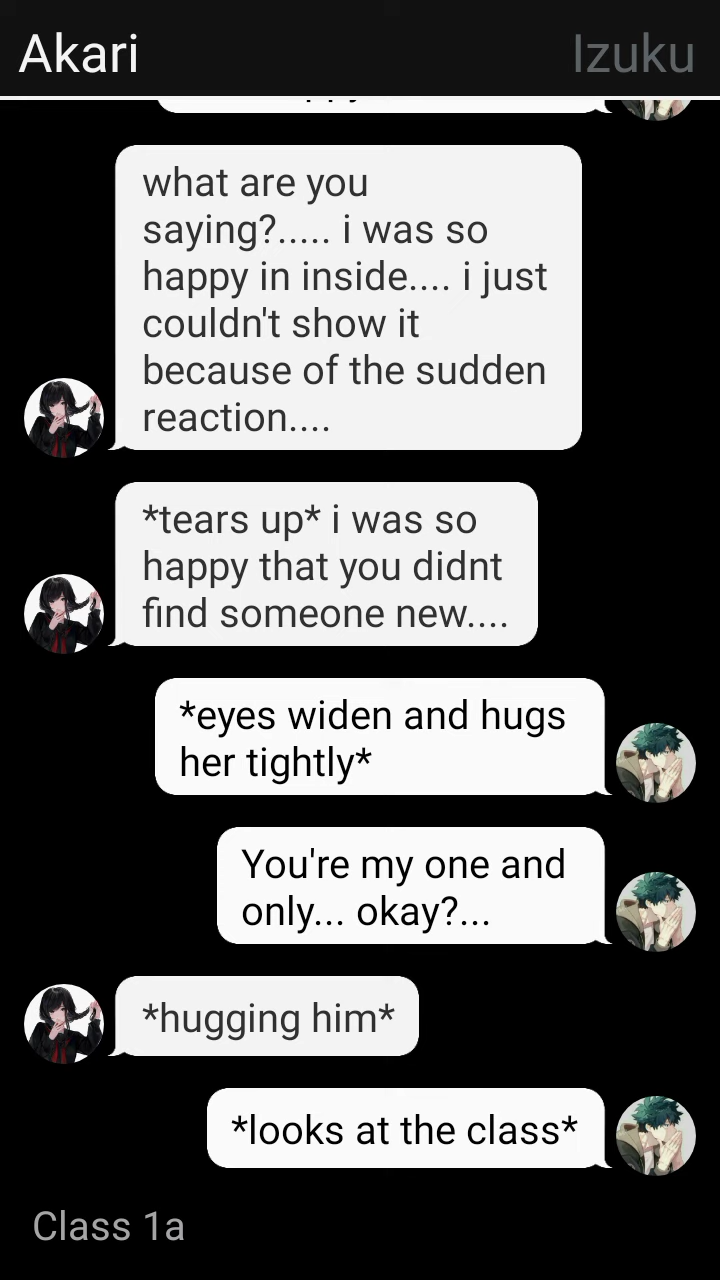 Akari
Izuku
what are you
saying?..... i was so
happy in inside.... i just
couldn't show it
because of the sudden
reaction....
*tears up* i was so
happy that you didnt
find someone new....
*eyes widen and hugs
her tightly*
You're my one and
only... okay?...
*hugging him*
*looks at the class*
Class 1a